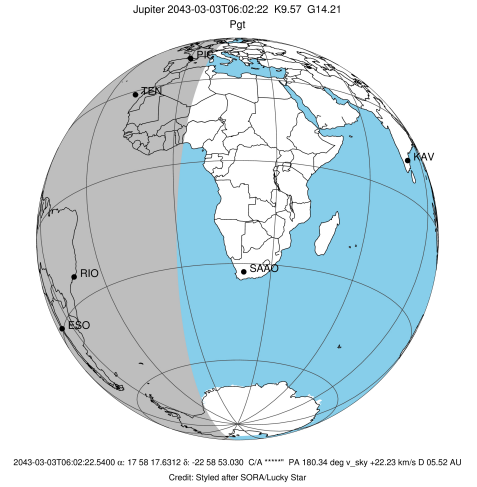 Jupiter 2043-03-03T06:02:22 K9.57 G14.21
Pgt
PIC
TEN
KAV
SAAO
RIO
ESO
2043-03-03T06:02:22.5400 α: 17 58 17.6312 δ: -22 58 53.030 C/A *****" PA 180.34 deg v_sky +22.23 km/s D 05.52 AU
Credit: Styled after SORA/Lucky Star